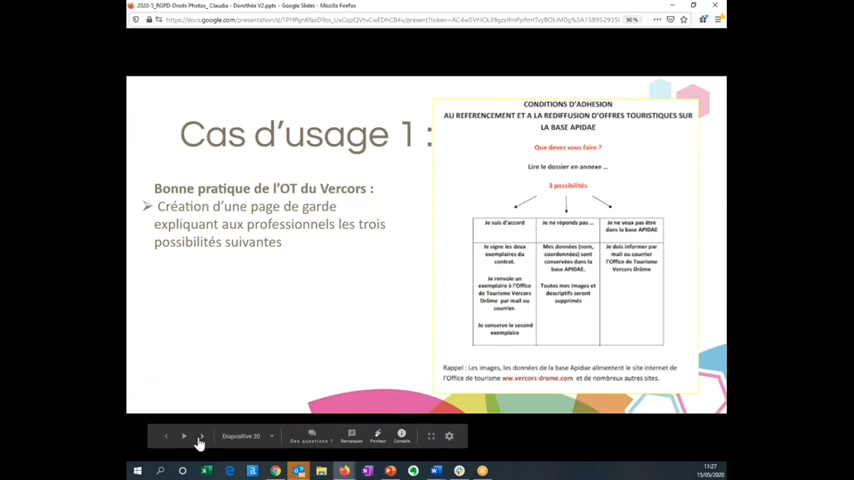 2020-5_RGPD-Droits Photos_ Claudia - Dorothée V2.pptx - Google Slides - Mozilla Firefox
90 %
Cas d'usage 1 :
Bonne pratique de l'OT du Vercors :
Création d'une page de garde
expliquant aux professionnels les trois
possibilités suivantes
CONDITIONS D'ADHESION
AU REFERENCEMENT ET A LA REDIFFUSION D'OFFRES TOURISTIQUES SUR
LA BASE APIDAE
Que devez vous faire ?
Lire le dossier en annexe ...
3 possibilités
Je suis d'accord
Je signe les deux
exemplaires du
contrat.
Je renvoie un
exemplaire à l'Office
de Tourisme Vercors
Drôme par mail ou
courrier.
Je conserve le second
exemplaire
Je ne réponds pas ...
Mes données (nom,
coordonnées) sont
conservées dans la
base APIDAE.
Toutes mes images et
descriptifs seront
supprimés
Je ne veux pas être
dans la base APIDAE
Je dois informer par
mail ou courrier
l'Office de Tourisme
Vercors Drôme
Rappel : Les images, les données de la base Apidae alimentent le site internet de
l'Office de tourisme ww.vercors-drome.com et de nombreux autres sites.
Diapositive 20
Des questions ?
Remarques
Pointeur
Conseils
11:27
15/05/2020